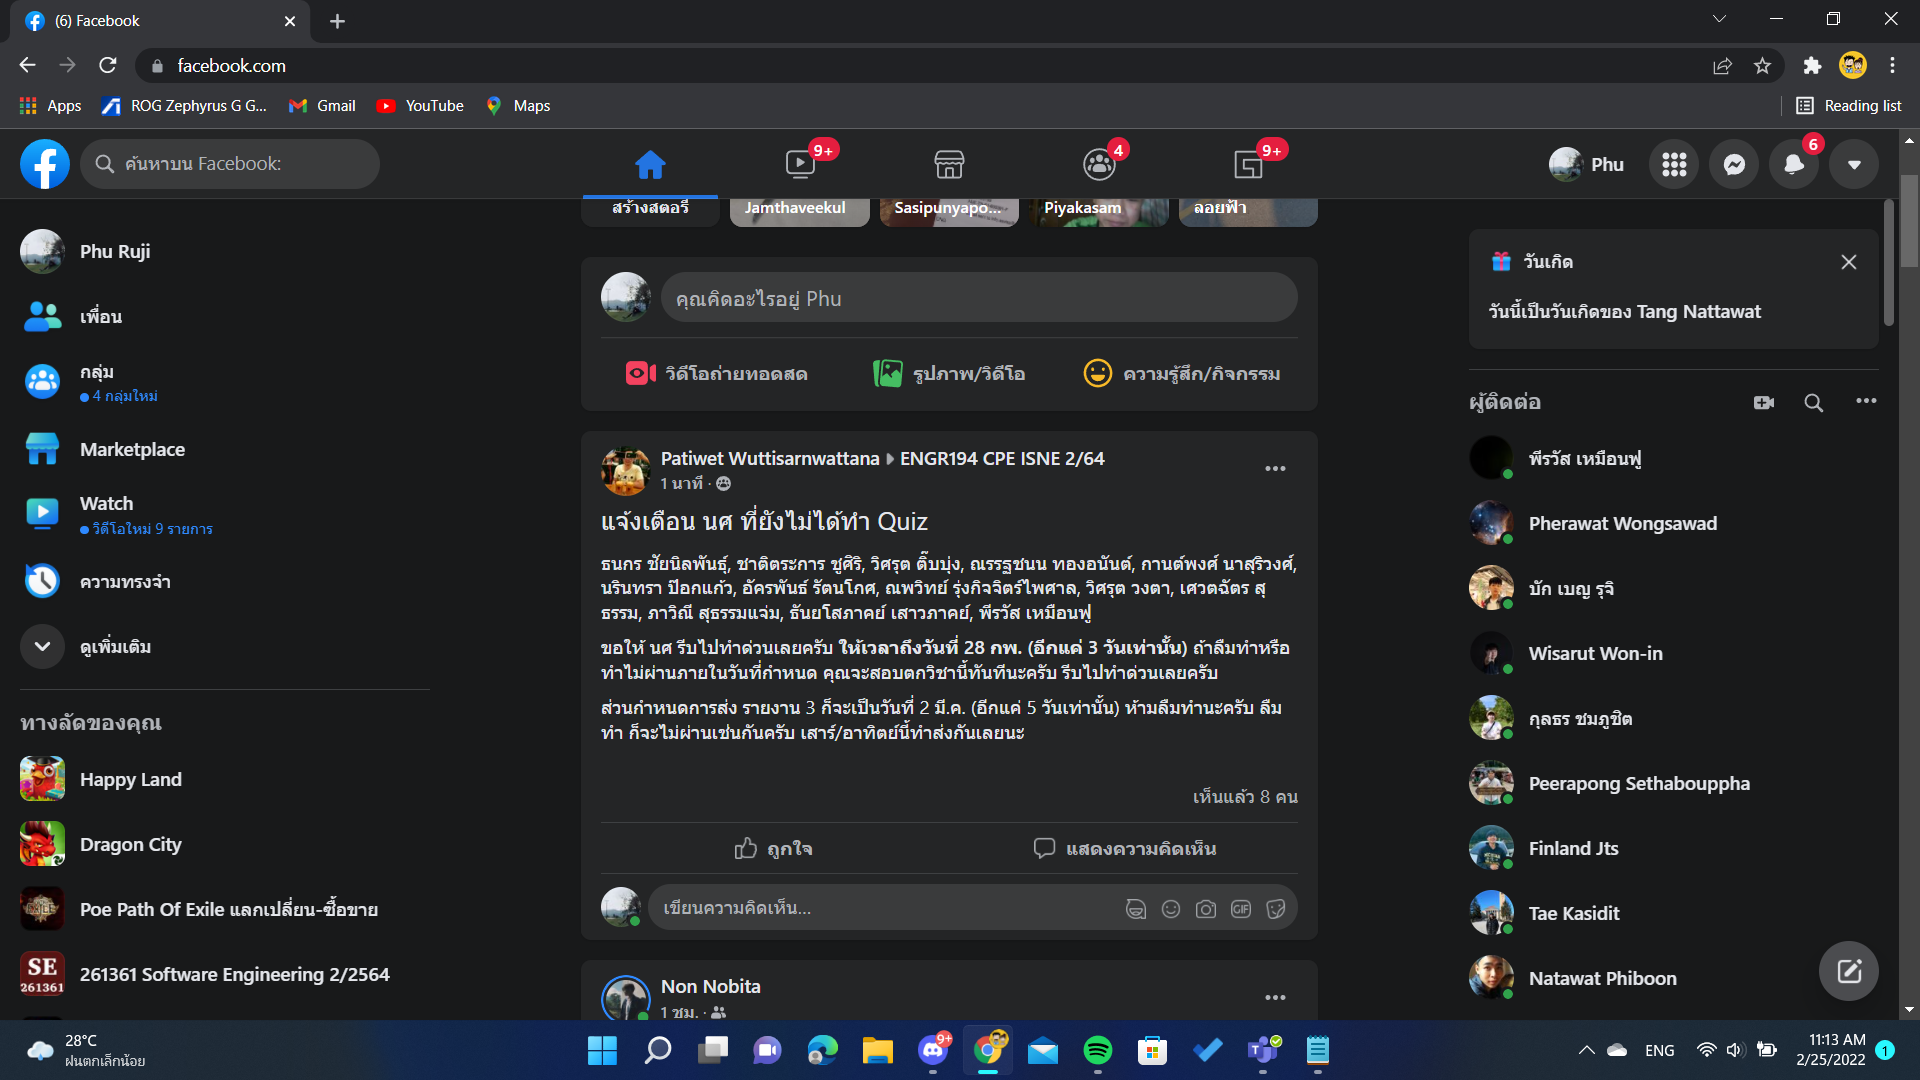 (6) Facebook
facebook.com
Apps
ROG Zephyrus G G...
Gmail
YouTube
Maps
Reading list
ค้นหาบน Facebook:
9+
4
9+
Phu
6
Phu Ruji
เพื่อน
กลุ่ม
4 กลุ่มใหม่
Marketplace
Watch
วิดีโอใหม่ 9 รายการ
ความทรงจำ
ดูเพิ่มเติม
ทางลัดของคุณ
Happy Land
Dragon City
Poe Path Of Exile แลกเปลี่ยน-ซื้อขาย
SE
261361
261361 Software Engineering 2/2564
สร้างสตอรี่
Jamthaveekul
Sasipunyapo...
Piyakasam
ลอยฟ้า
คุณคิดอะไรอยู่ Phu
วิดีโอถ่ายทอดสด
รูปภาพ/วิดีโอ
ความรู้สึก/กิจกรรม
Patiwet Wuttisarnwattana ENGR194 CPE ISNE 2/64
1 นาที ·
แจ้งเตือน นศ ที่ยังไม่ได้ทำ Quiz
ธนกร ชัยนิลพันธุ์, ชาติตระการ ชูศิริ, วิศรุต ติ๊บบุ่ง, ณรรฐชนน ทองอนันต์, กานต์พงศ์ นาสุริวงศ์,
นรินทรา ป๊อกแก้ว, อัครพันธ์ รัตนโกศ, ณพวิทย์ รุ่งกิจจิตร์ไพศาล, วิศรุต วงตา, เศวตฉัตร สุ
ธรรม, ภาวิณี สุธรรมแจ่ม, ธันยโสภาคย์ เสาวภาคย์, พีรวัส เหมือนฟู
ขอให้ นศ รีบไปทำด่วนเลยครับ ให้เวลาถึงวันที่ 28 กพ. (อีกแค่ 3 วันเท่านั้น) ถ้าลืมทำหรือ
ทำไม่ผ่านภายในวันที่กำหนด คุณจะสอบตกวิชานี้ทันทีนะครับ รีบไปทำด่วนเลยครับ
ส่วนกำหนดการส่ง รายงาน 3 ก็จะเป็นวันที่ 2 มี.ค. (อีกแค่ 5 วันเท่านั้น) ห้ามลืมทำนะครับ ลืม
ทำ ก็จะไม่ผ่านเช่นกันครับ เสาร์/อาทิตย์นี้ทำส่งกันเลยนะ
เห็นแล้ว 8 คน
ถูกใจ
แสดงความคิดเห็น
เขียนความคิดเห็น...
GIF
Non Nobita
1 ชม. ·
วันเกิด
วันนี้เป็นวันเกิดของ Tang Nattawat
ผู้ติดต่อ
พีรวัส เหมือนฟู
Pherawat Wongsawad
บัก เบญ รุจิ
Wisarut Won-in
กุลธร ชมภูชิต
Peerapong Sethabouppha
Finland Jts
Tae Kasidit
Natawat Phiboon
28°C
ฝนตกเล็กน้อย
9+
ENG
11:13 AM
2/25/2022
1